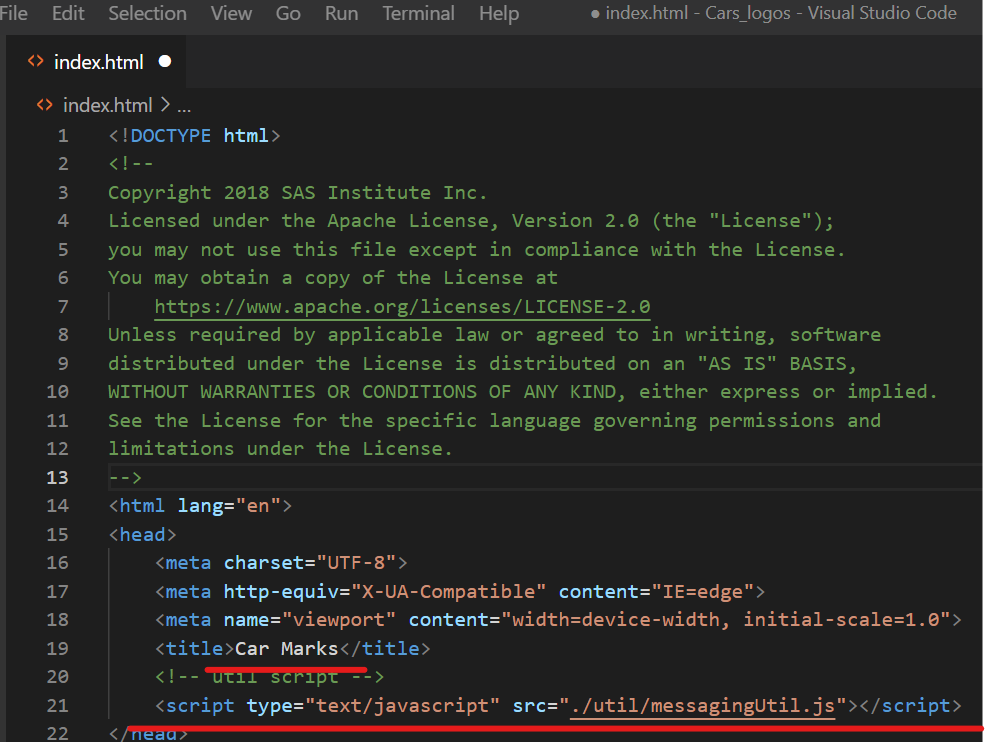 File Edit Selection View Go Run Terminal Help ● index.html - Cars_logos - Visual Studio Code
<> index.html ●
<> index.html > ...
1 <!DOCTYPE html>
2 <!--
3 Copyright 2018 SAS Institute Inc.
4 Licensed under the Apache License, Version 2.0 (the "License");
5 you may not use this file except in compliance with the License.
6 You may obtain a copy of the License at
7 https://www.apache.org/licenses/LICENSE-2.0
8 Unless required by applicable law or agreed to in writing, software
9 distributed under the License is distributed on an "AS IS" BASIS,
10 WITHOUT WARRANTIES OR CONDITIONS OF ANY KIND, either express or implied.
11 See the License for the specific language governing permissions and
12 limitations under the License.
13 -->
14 <html lang="en">
15 <head>
16 <meta charset="UTF-8">
17 <meta http-equiv="X-UA-Compatible" content="IE=edge">
18 <meta name="viewport" content="width=device-width, initial-scale=1.0">
19 <title>Car Marks</title>
20 <!-- util script -->
21 <script type="text/javascript" src="./util/messagingUtil.js"></script>
22 </head>